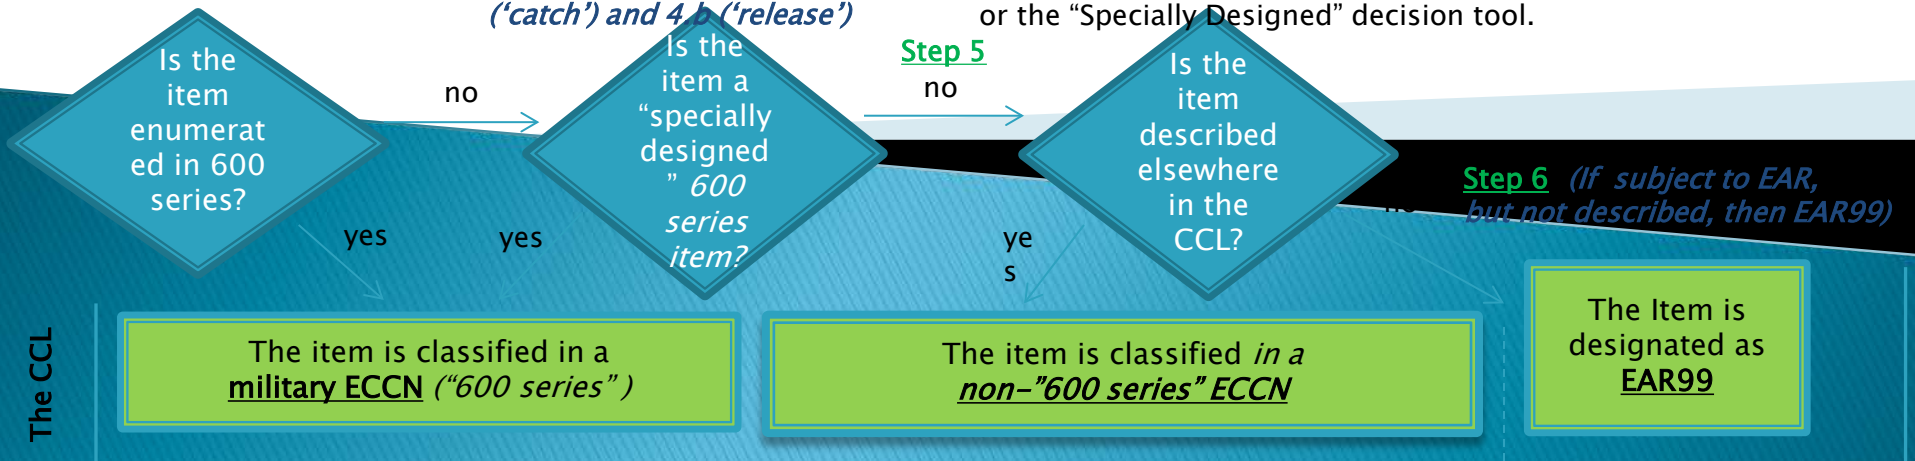 (‘catch’) and 4.b (‘release’)
or the “Specially Designed” decision tool.
Is the
item
enumerat
ed in 600
series?
no
Is the
item a
“specially
designed
” 600
series
item?
Step 5
no
Is the
item
described
elsewhere
in the
CCL?
Step 6 (If subject to EAR,
but not described, then EAR99)
no
yes
yes
ye
s
The CCL
The item is classified in a
military ECCN (“600 series” )
The item is classified in a
non-”600 series” ECCN
The Item is
designated as
EAR99